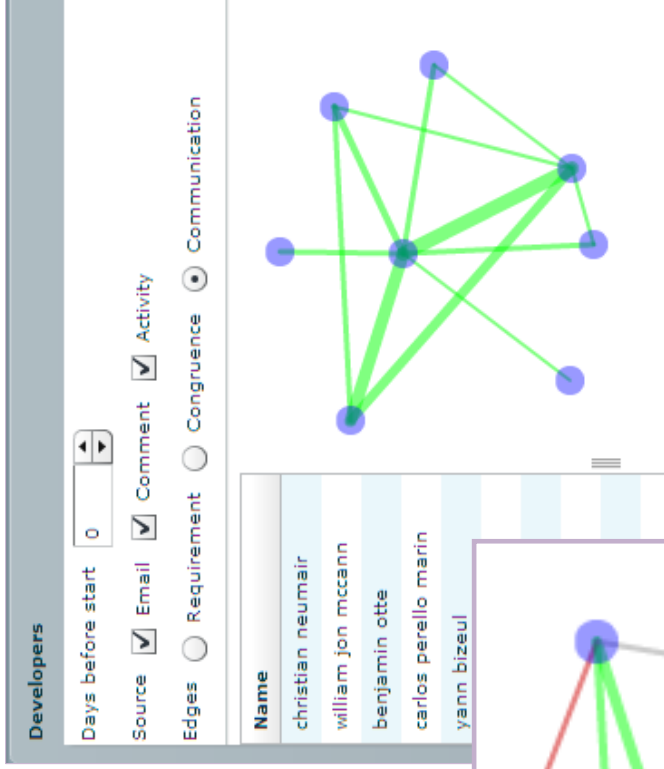 Developers
Days before start 0
Source Email Comment Activity
Edges Requirement Congruence Communication
Name
christian neumair
william jon mccann
benjamin otte
carlos perello marin
yann bizeul